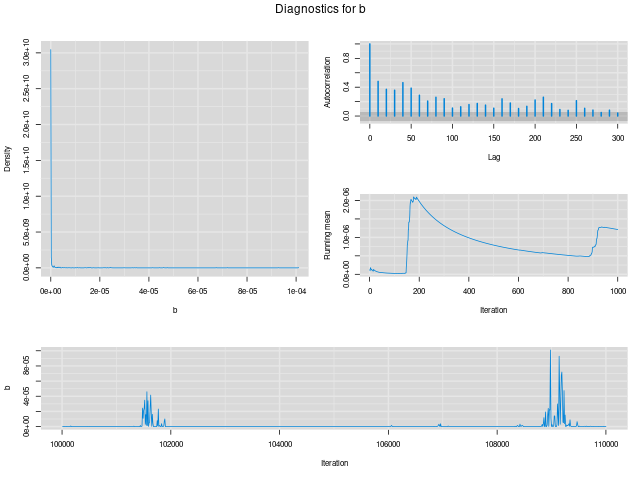 Diagnostics for b
Density
0.0e+00 5.0e+09 1.0e+10 1.5e+10 2.0e+10 2.5e+10 3.0e+10
0e+00 2e-05 4e-05 6e-05 8e-05 1e-04
b
Autocorrelation
0.0 0.4 0.8
0 50 100 150 200 250 300
Lag
Running mean
0.0e+00 1.0e-06 2.0e-06
0 200 400 600 800 1000
Iteration
b
0e+00 4e-05 8e-05
100000 102000 104000 106000 108000 110000
Iteration